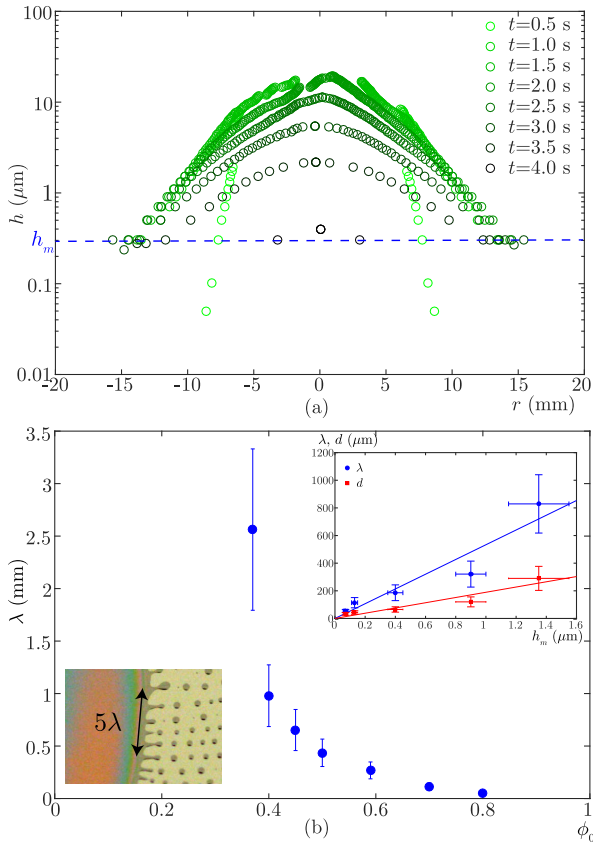 100
10
1
0.1
0.01
h (μm)
h_m
t=0.5 s
t=1.0 s
t=1.5 s
t=2.0 s
t=2.5 s
t=3.0 s
t=3.5 s
t=4.0 s
-20 -15 -10 -5 0 5 10 15 20
(a) r (mm)
3.5
3
2.5
2
1.5
1
0.5
0
λ (mm)
λ, d (μm)
1200
1000
800
600
400
200
0
λ
d
0 0.2 0.4 0.6 0.8 1 1.2 1.4 1.6
h_m (μm)
5λ
0 0.2 0.4 0.6 0.8 1
(b) ϕ_0